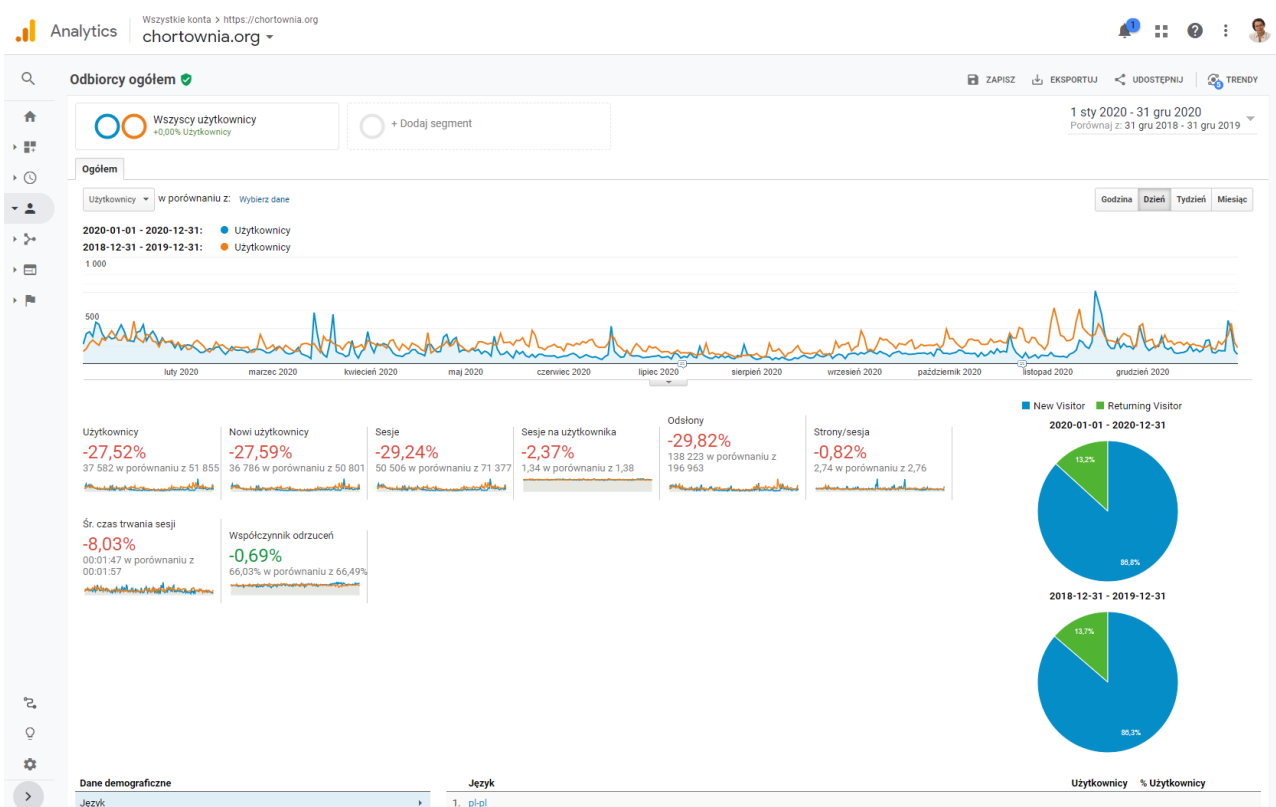 Analytics
Wszystkie konta > https://chortownia.org
chortownia.org
1
Odbiorcy ogółem
ZAPISZ
EKSPORTUJ
UDOSTĘPNIJ
5
TRENDY
Wszyscy użytkownicy
+0,00% Użytkownicy
+ Dodaj segment
1 sty 2020 - 31 gru 2020
Porównaj z: 31 gru 2018 - 31 gru 2019
Ogółem
Użytkownicy
w porównaniu z: Wybierz dane
Godzina Dzień Tydzień Miesiąc
2020-01-01 - 2020-12-31: Użytkownicy
2018-12-31 - 2019-12-31: Użytkownicy
1 000
500
luty 2020 marzec 2020 kwiecień 2020 maj 2020 czerwiec 2020 lipiec 2020 sierpień 2020 wrzesień 2020 październik 2020 listopad 2020 grudzień 2020
Użytkownicy
-27,52%
37 582 w porównaniu z 51 855
Nowi użytkownicy
-27,59%
36 786 w porównaniu z 50 801
Sesje
-29,24%
50 506 w porównaniu z 71 377
Sesje na użytkownika
-2,37%
1,34 w porównaniu z 1,38
Odsłony
-29,82%
138 223 w porównaniu z
196 963
Strony/sesja
-0,82%
2,74 w porównaniu z 2,76
Śr. czas trwania sesji
-8,03%
00:01:47 w porównaniu z
00:01:57
Współczynnik odrzuceń
-0,69%
66,03% w porównaniu z 66,49%
New Visitor Returning Visitor
2020-01-01 - 2020-12-31
13,2%
86,8%
2018-12-31 - 2019-12-31
13,7%
86,3%
Dane demograficzne
Język
Język Użytkownicy % Użytkownicy
1. pl-pl